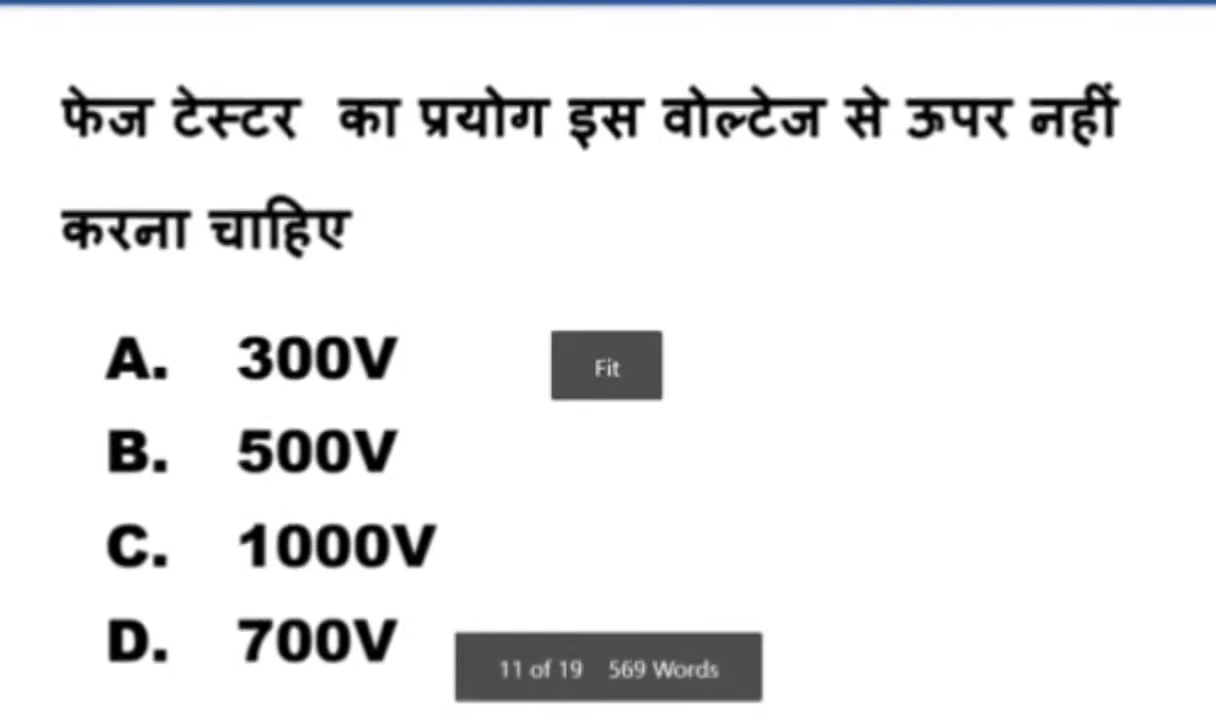 फेज टेस्टर का प्रयोग इस वोल्टेज से ऊपर नहीं
करना चाहिए
A. 300V
Fit
B. 500V
C. 1000V
D. 700V
11 of 19 569 Words